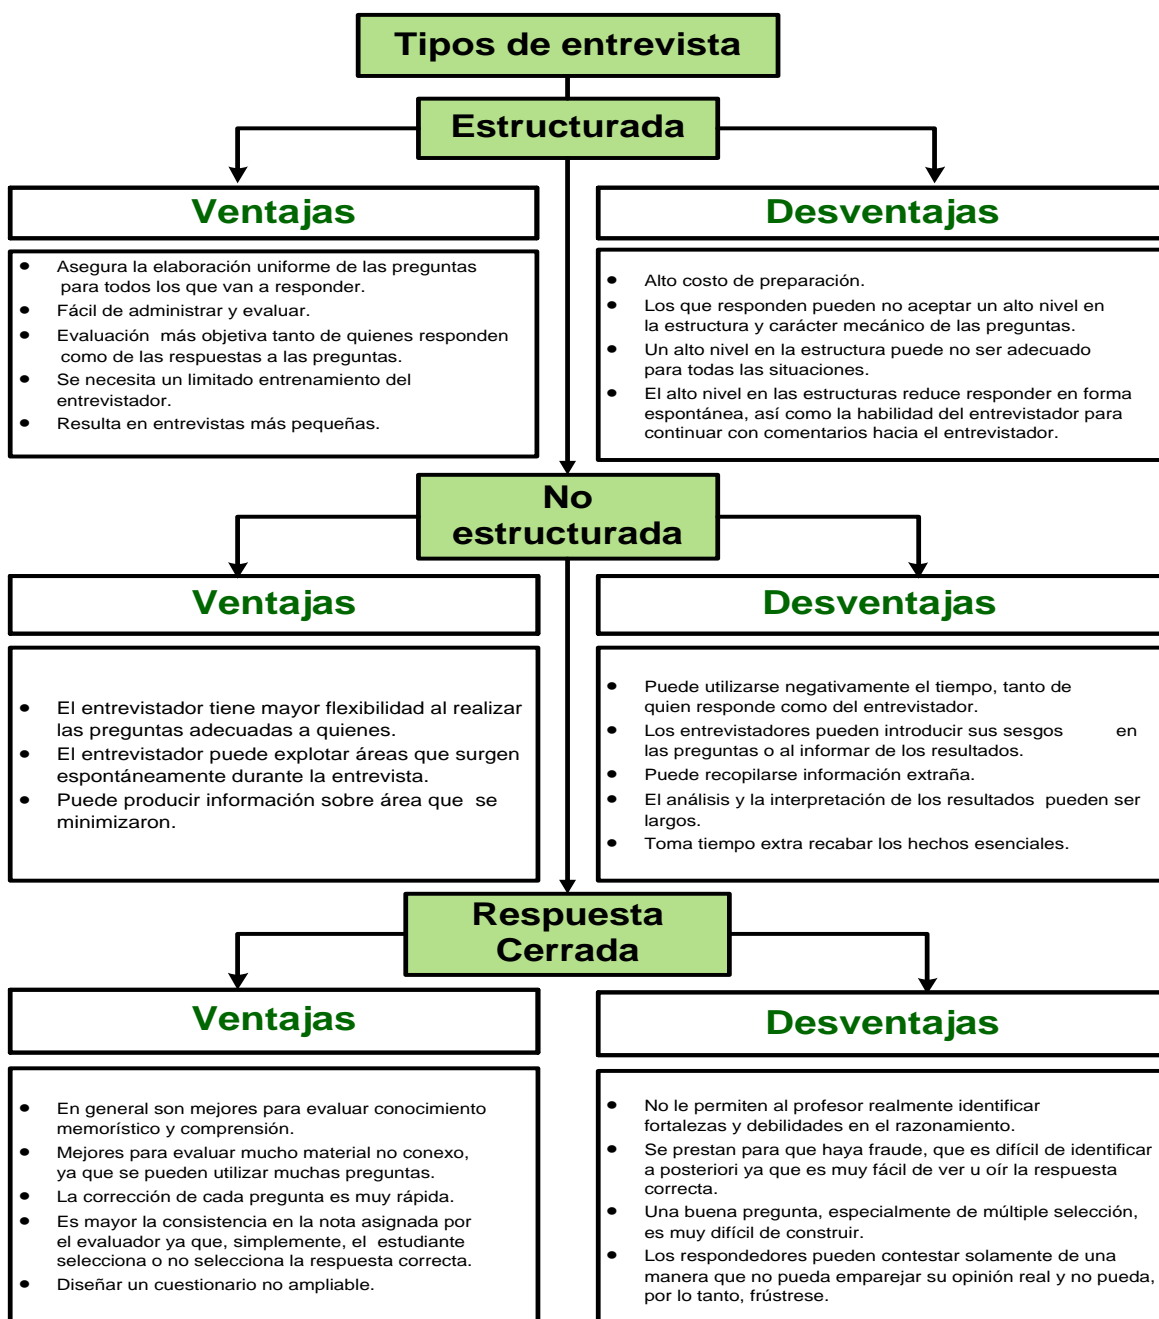 Tipos de entrevista
Estructurada
Ventajas
• Asegura la elaboración uniforme de las preguntas
para todos los que van a responder.
• Fácil de administrar y evaluar.
• Evaluación más objetiva tanto de quienes responden
como de las respuestas a las preguntas.
• Se necesita un limitado entrenamiento del
entrevistador.
• Resulta en entrevistas más pequeñas.
Desventajas
• Alto costo de preparación.
• Los que responden pueden no aceptar un alto nivel en
la estructura y carácter mecánico de las preguntas.
• Un alto nivel en la estructura puede no ser adecuado
para todas las situaciones.
• El alto nivel en las estructuras reduce responder en forma
espontánea, así como la habilidad del entrevistador para
continuar con comentarios hacia el entrevistador.
No
estructurada
Ventajas
• El entrevistador tiene mayor flexibilidad al realizar
las preguntas adecuadas a quienes.
• El entrevistador puede explotar áreas que surgen
espontáneamente durante la entrevista.
• Puede producir información sobre área que se
minimizaron.
Desventajas
• Puede utilizarse negativamente el tiempo, tanto de
quien responde como del entrevistador.
• Los entrevistadores pueden introducir sus sesgos en
las preguntas o al informar de los resultados.
• Puede recopilarse información extraña.
• El análisis y la interpretación de los resultados pueden ser
largos.
• Toma tiempo extra recabar los hechos esenciales.
Respuesta
Cerrada
Ventajas
• En general son mejores para evaluar conocimiento
memorístico y comprensión.
• Mejores para evaluar mucho material no conexo,
ya que se pueden utilizar muchas preguntas.
• La corrección de cada pregunta es muy rápida.
• Es mayor la consistencia en la nota asignada por
el evaluador ya que, simplemente, el estudiante
selecciona o no selecciona la respuesta correcta.
• Diseñar un cuestionario no ampliable.
Desventajas
• No le permiten al profesor realmente identificar
fortalezas y debilidades en el razonamiento.
• Se prestan para que haya fraude, que es difícil de identificar
a posteriori ya que es muy fácil de ver u oír la respuesta
correcta.
• Una buena pregunta, especialmente de múltiple selección,
es muy difícil de construir.
• Los respondedores pueden contestar solamente de una
manera que no pueda emparejar su opinión real y no pueda,
por lo tanto, frústrese.